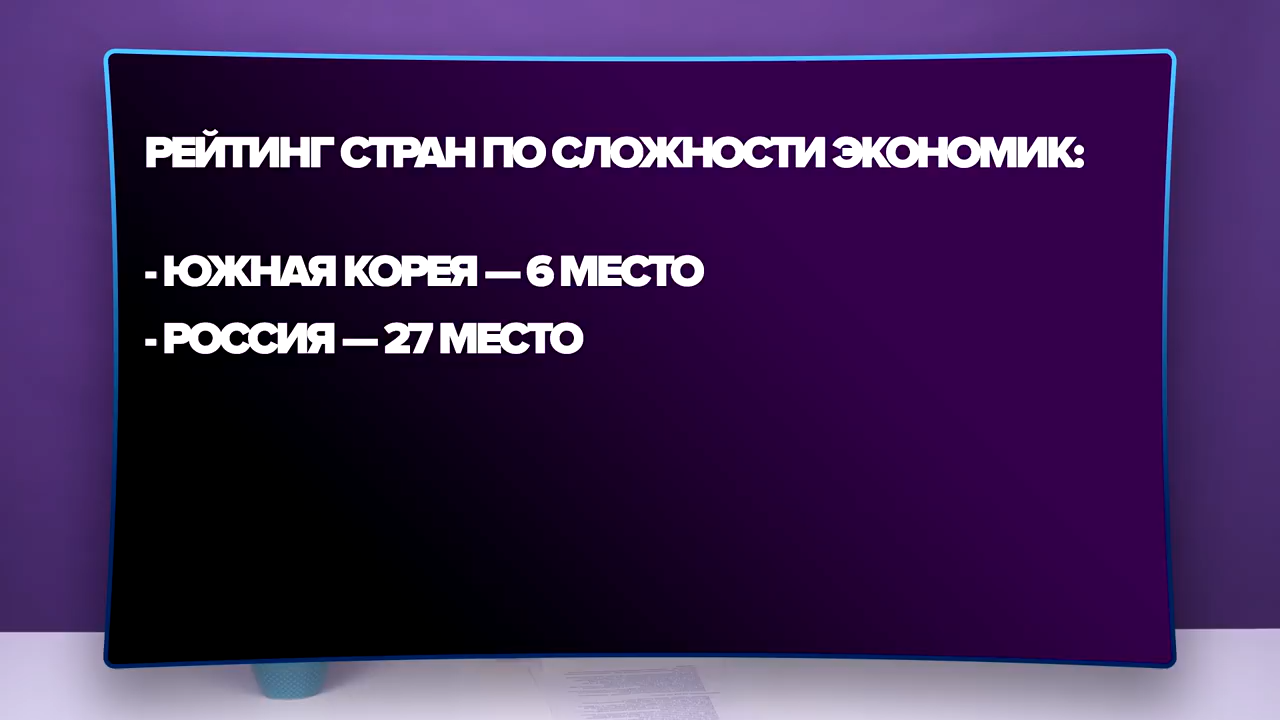 РЕЙТИНГ СТРАН ПО СЛОЖНОСТИ ЭКОНОМИК:
- ЮЖНАЯ КОРЕЯ — 6 МЕСТО
- РОССИЯ — 27 МЕСТО